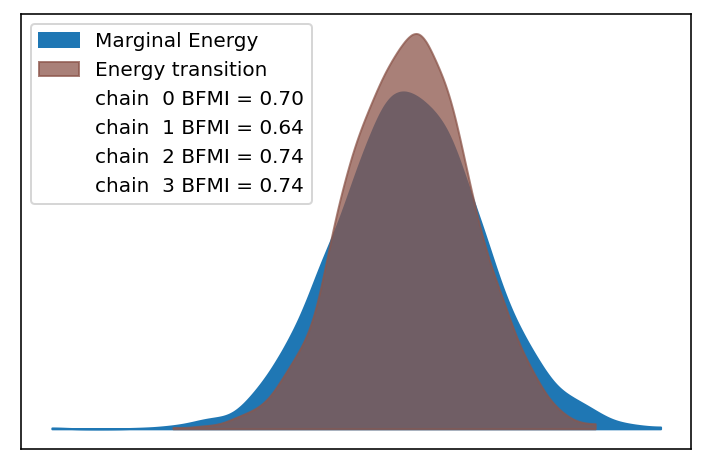 Marginal Energy
Energy transition
chain  0 BFMI = 0.70
chain  1 BFMI = 0.64
chain  2 BFMI = 0.74
chain  3 BFMI = 0.74